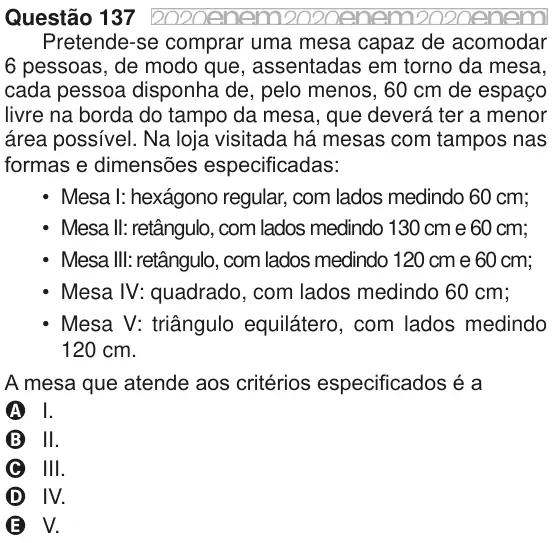 Questão 137 2020enem2020enem2020enem
Pretende-se comprar uma mesa capaz de acomodar
6 pessoas, de modo que, assentadas em torno da mesa,
cada pessoa disponha de, pelo menos, 60 cm de espaço
livre na borda do tampo da mesa, que deverá ter a menor
área possível. Na loja visitada há mesas com tampos nas
formas e dimensões especificadas:
• Mesa I: hexágono regular, com lados medindo 60 cm;
• Mesa II: retângulo, com lados medindo 130 cm e 60 cm;
• Mesa III: retângulo, com lados medindo 120 cm e 60 cm;
• Mesa IV: quadrado, com lados medindo 60 cm;
• Mesa V: triângulo equilátero, com lados medindo
120 cm.
A mesa que atende aos critérios especificados é a
A I.
B II.
C III.
D IV.
E V.